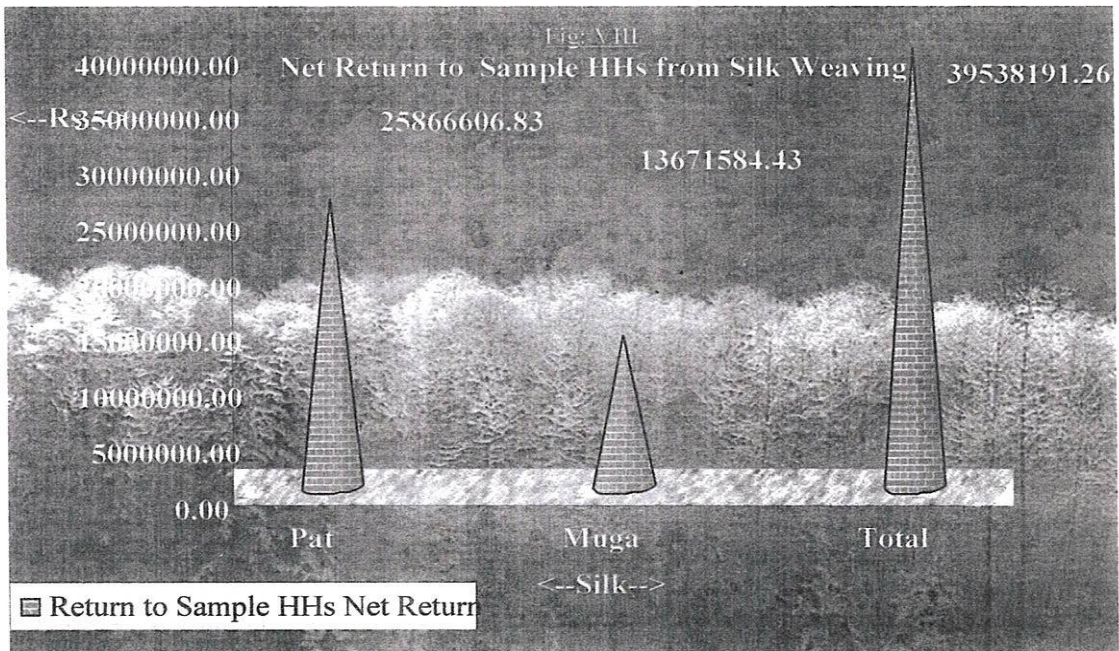 Fig: VIII
Net Return to Sample HHs from Silk Weaving
40000000.00
39538191.26
<--Rs
35000000.00
25866606.83
13671584.43
30000000.00
25000000.00
20000000.00
15000000.00
10000000.00
5000000.00
0.00
Pat
Muga
Total
<--Silk-->
Return to Sample HHs Net Return